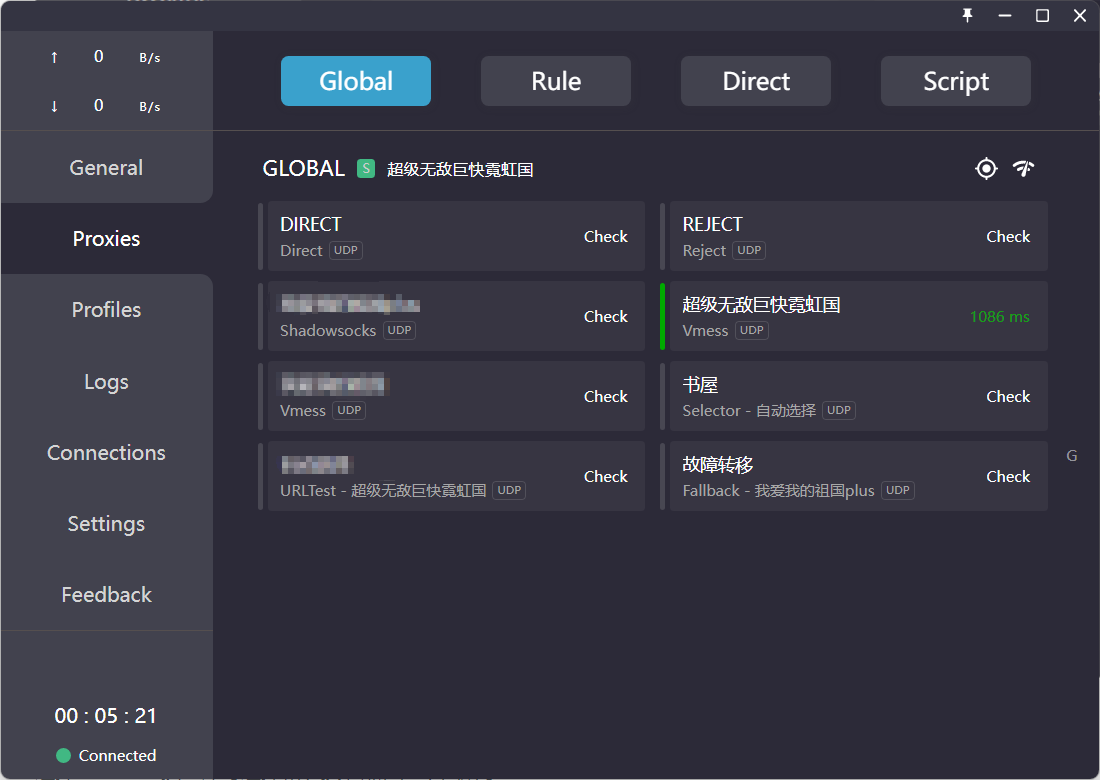 ↑ 0 B/s
↓ 0 B/s
General
Proxies
Profiles
Logs
Connections
Settings
Feedback
00 : 05 : 21
Connected
Global Rule Direct Script
GLOBAL S 超级无敌巨快霓虹国
DIRECT
Direct UDP
Check
REJECT
Reject UDP
Check
Shadowsocks UDP
Check
超级无敌巨快霓虹国
Vmess UDP
1086 ms
Vmess UDP
Check
书屋
Selector - 自动选择 UDP
Check
URLTest - 超级无敌巨快霓虹国 UDP
Check
故障转移
Fallback - 我爱我的祖国plus UDP
Check
G